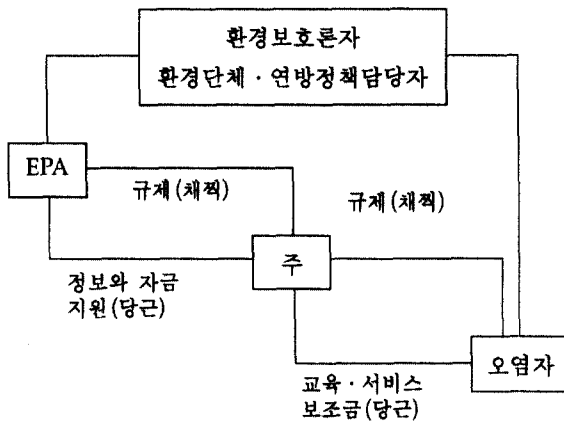 환경보호론자
환경단체 · 연방정책담당자
EPA
규제(채찍)
규제(채찍)
주
정보와 자금
지원(당근)
오염자
교육 · 서비스
보조금(당근)